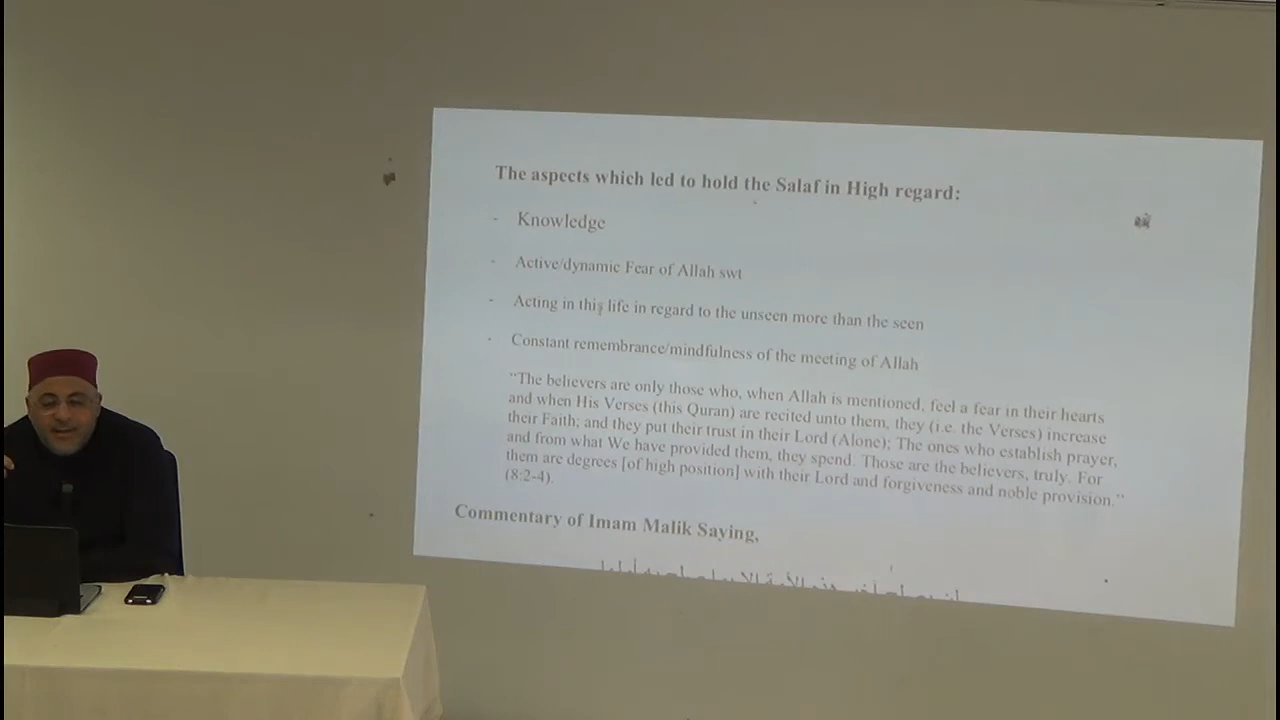 The aspects which led to hold the Salaf in High regard:
- Knowledge
- Active/dynamic Fear of Allah swt
- Acting in this life in regard to the unseen more than the seen
- Constant remembrance/mindfulness of the meeting of Allah
“The believers are only those who, when Allah is mentioned, feel a fear in their hearts
and when His Verses (this Quran) are recited unto them, they (i.e. the Verses) increase
their Faith; and they put their trust in their Lord (Alone); The ones who establish prayer,
and from what We have provided them, they spend. Those are the believers, truly. For
them are degrees [of high position] with their Lord and forgiveness and noble provision.”
(8:2-4).
Commentary of Imam Malik Saying,